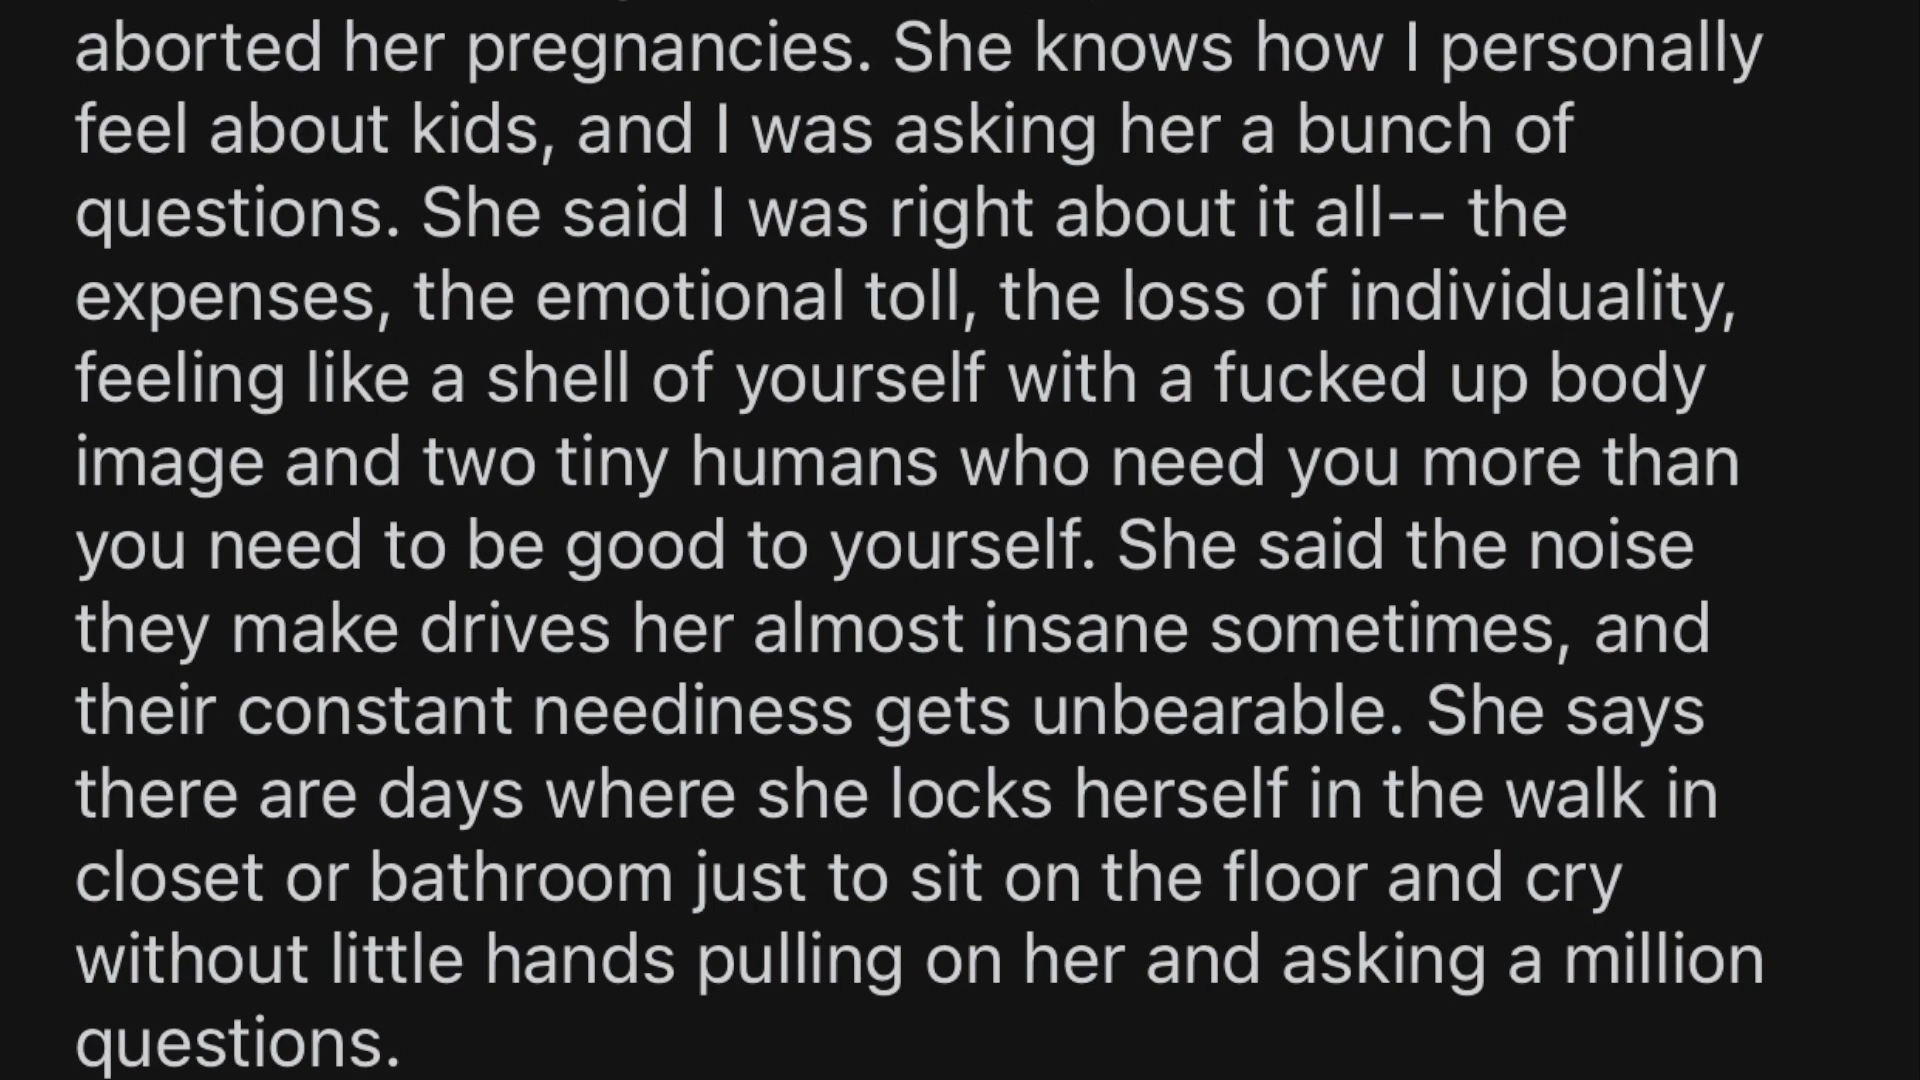 aborted her pregnancies. She knows how I personally
feel about kids, and I was asking her a bunch of
questions. She said I was right about it all-- the
expenses, the emotional toll, the loss of individuality,
feeling like a shell of yourself with a fucked up body
image and two tiny humans who need you more than
you need to be good to yourself. She said the noise
they make drives her almost insane sometimes, and
their constant neediness gets unbearable. She says
there are days where she locks herself in the walk in
closet or bathroom just to sit on the floor and cry
without little hands pulling on her and asking a million
questions.